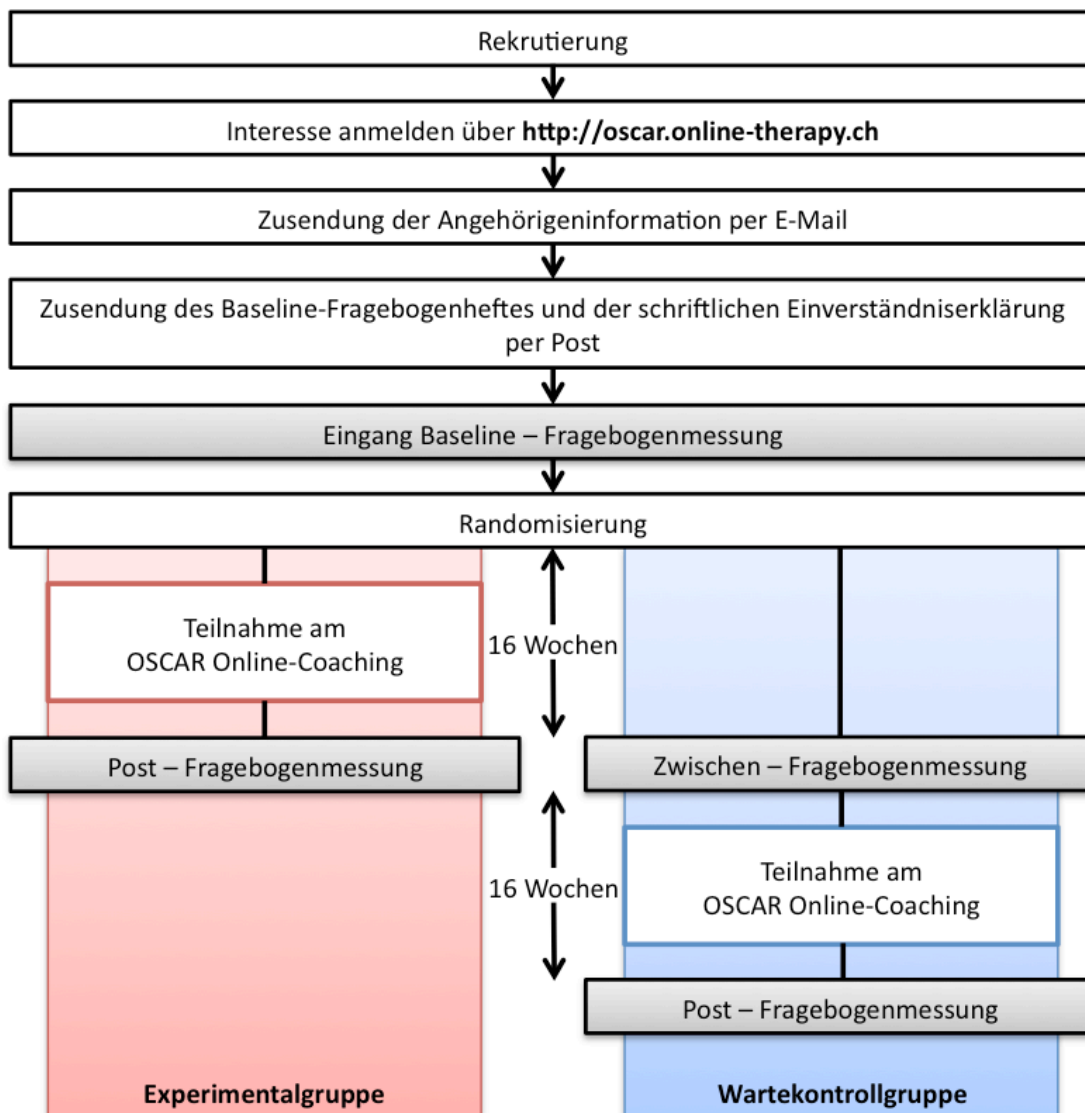 Rekrutierung
Interesse anmelden über http://oscar.online-therapy.ch
Zusendung der Angehörigeninformation per E-Mail
Zusendung des Baseline-Fragebogenheftes und der schriftlichen Einverständniserklärung
per Post
Eingang Baseline – Fragebogenmessung
Randomisierung
Teilnahme am
OSCAR Online-Coaching
16 Wochen
Post – Fragebogenmessung
Zwischen – Fragebogenmessung
16 Wochen
Teilnahme am
OSCAR Online-Coaching
Post – Fragebogenmessung
Experimentalgruppe
Wartekontrollgruppe